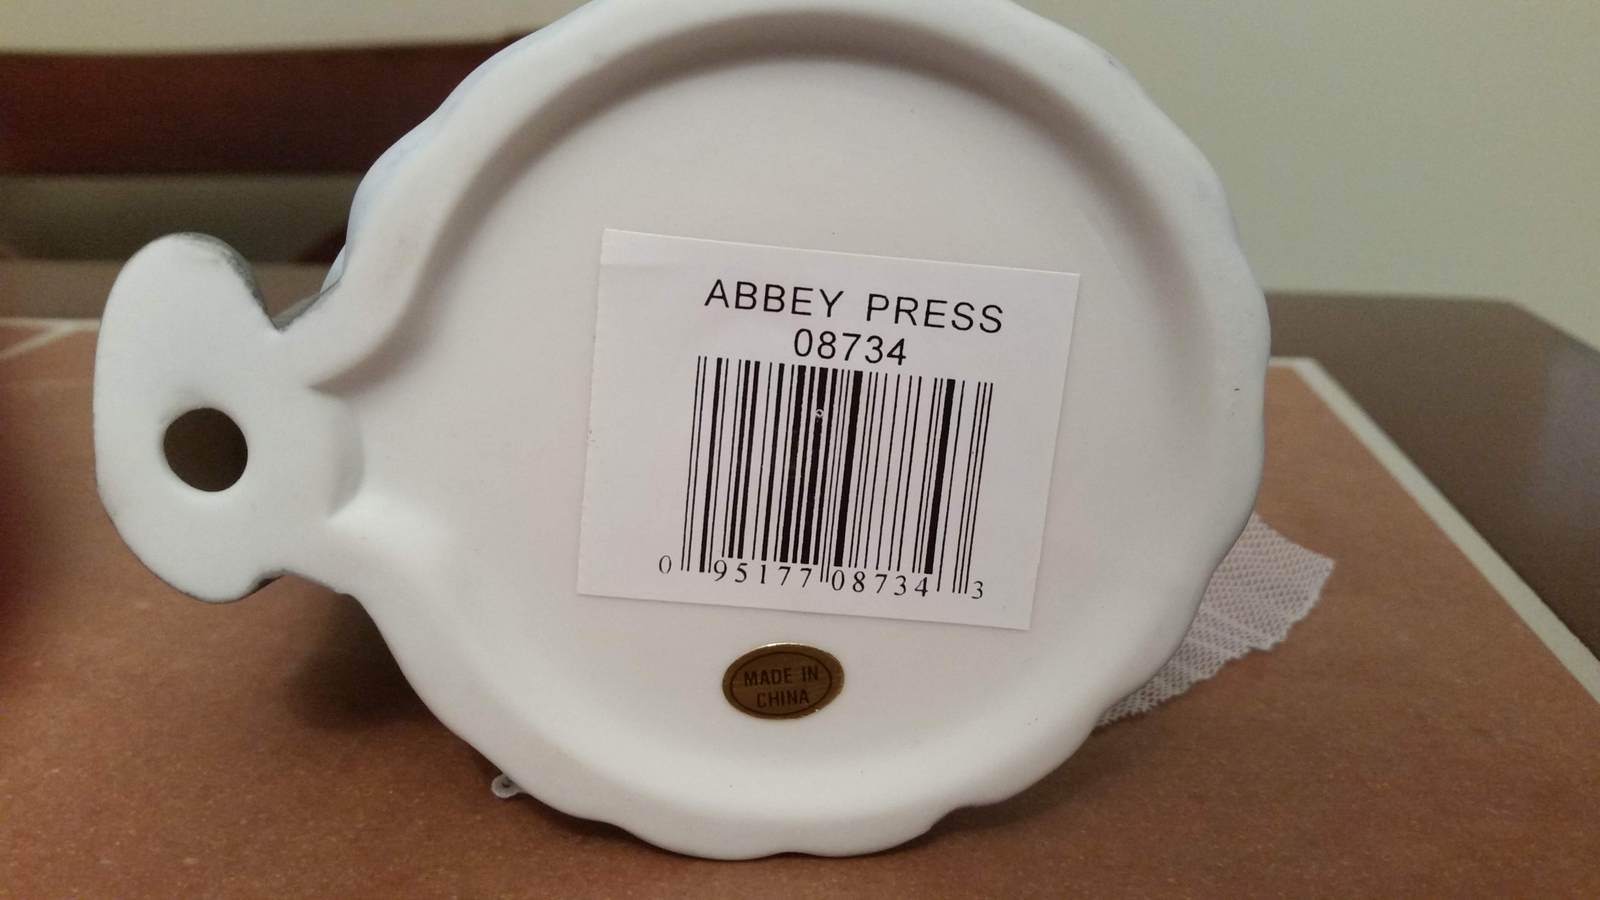 ABBEY PRESS
08734
0 95177 08734 3
MADE IN
CHINA